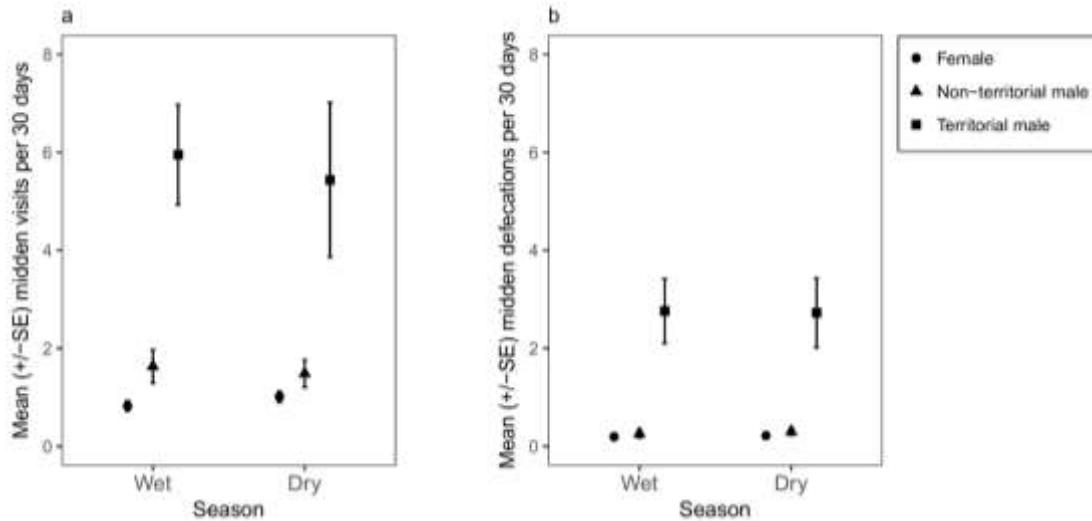 a
Mean (+/−SE) midden visits per 30 days
8
6
4
2
0
Wet
Dry
Season
b
Mean (+/−SE) midden defecations per 30 days
8
6
4
2
0
Wet
Dry
Season
Female
Non−territorial male
Territorial male